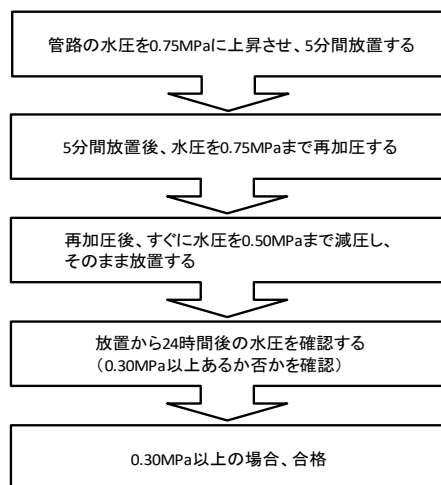 管路の水圧を0.75MPaに上昇させ、5分間放置する
5分間放置後、水圧を0.75MPaまで再加圧する
再加圧後、すぐに水圧を0.50MPaまで減圧し、
そのまま放置する
放置から24時間後の水圧を確認する
（0.30MPa以上あるか否かを確認）
0.30MPa以上の場合、合格